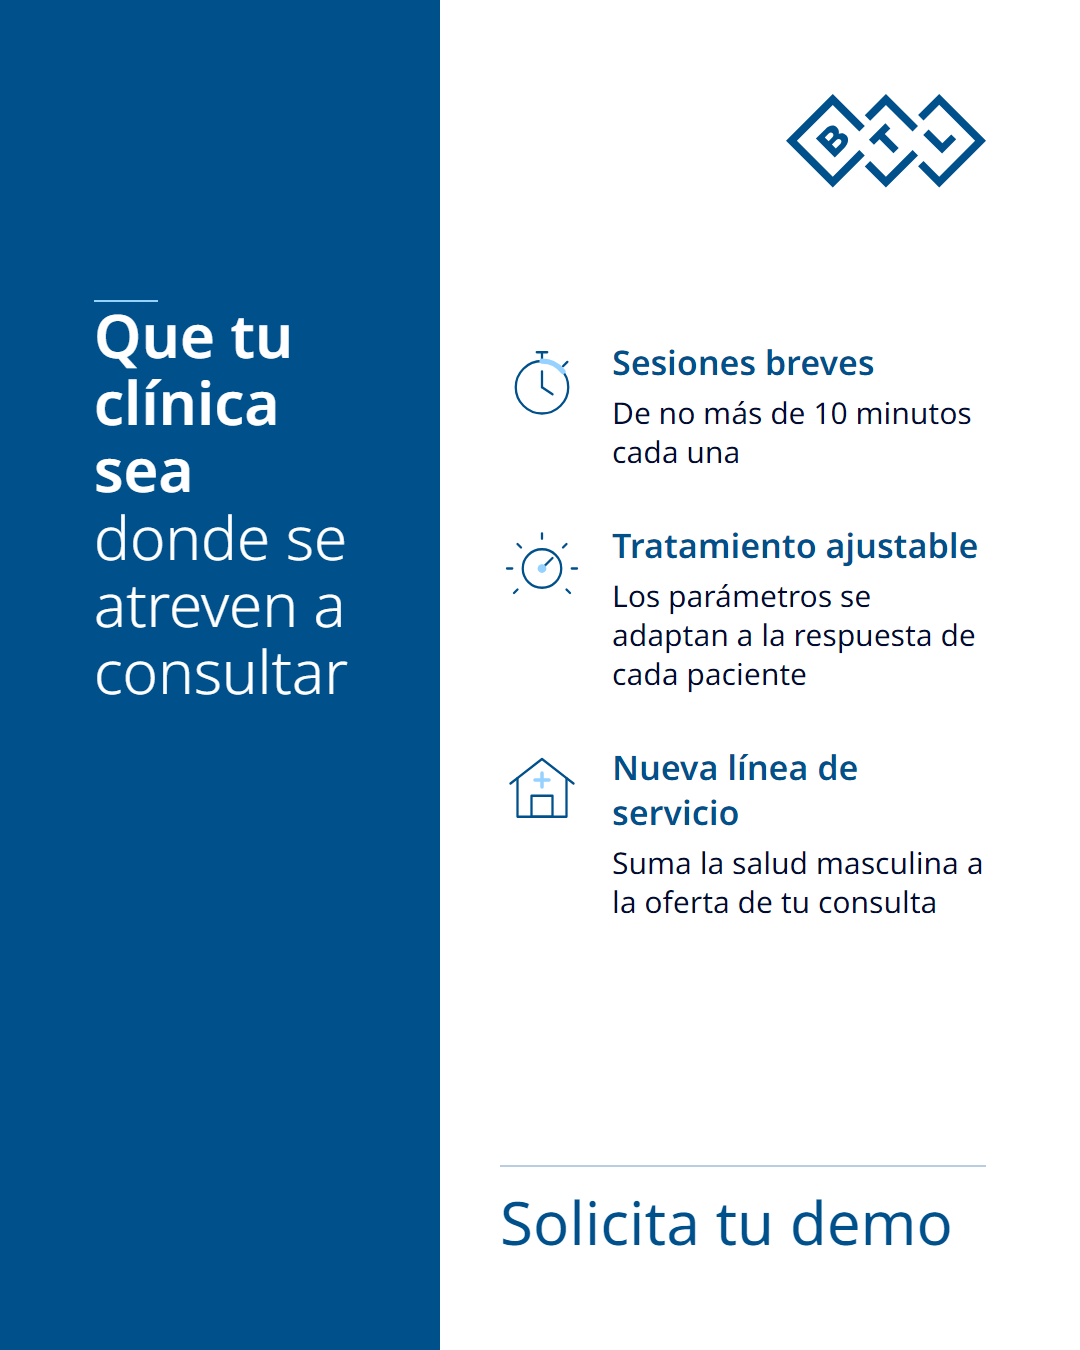 BTL
Que tu
clínica
sea
donde se
atreven a
consultar
Sesiones breves
De no más de 10 minutos
cada una
Tratamiento ajustable
Los parámetros se
adaptan a la respuesta de
cada paciente
Nueva línea de
servicio
Suma la salud masculina a
la oferta de tu consulta
Solicita tu demo